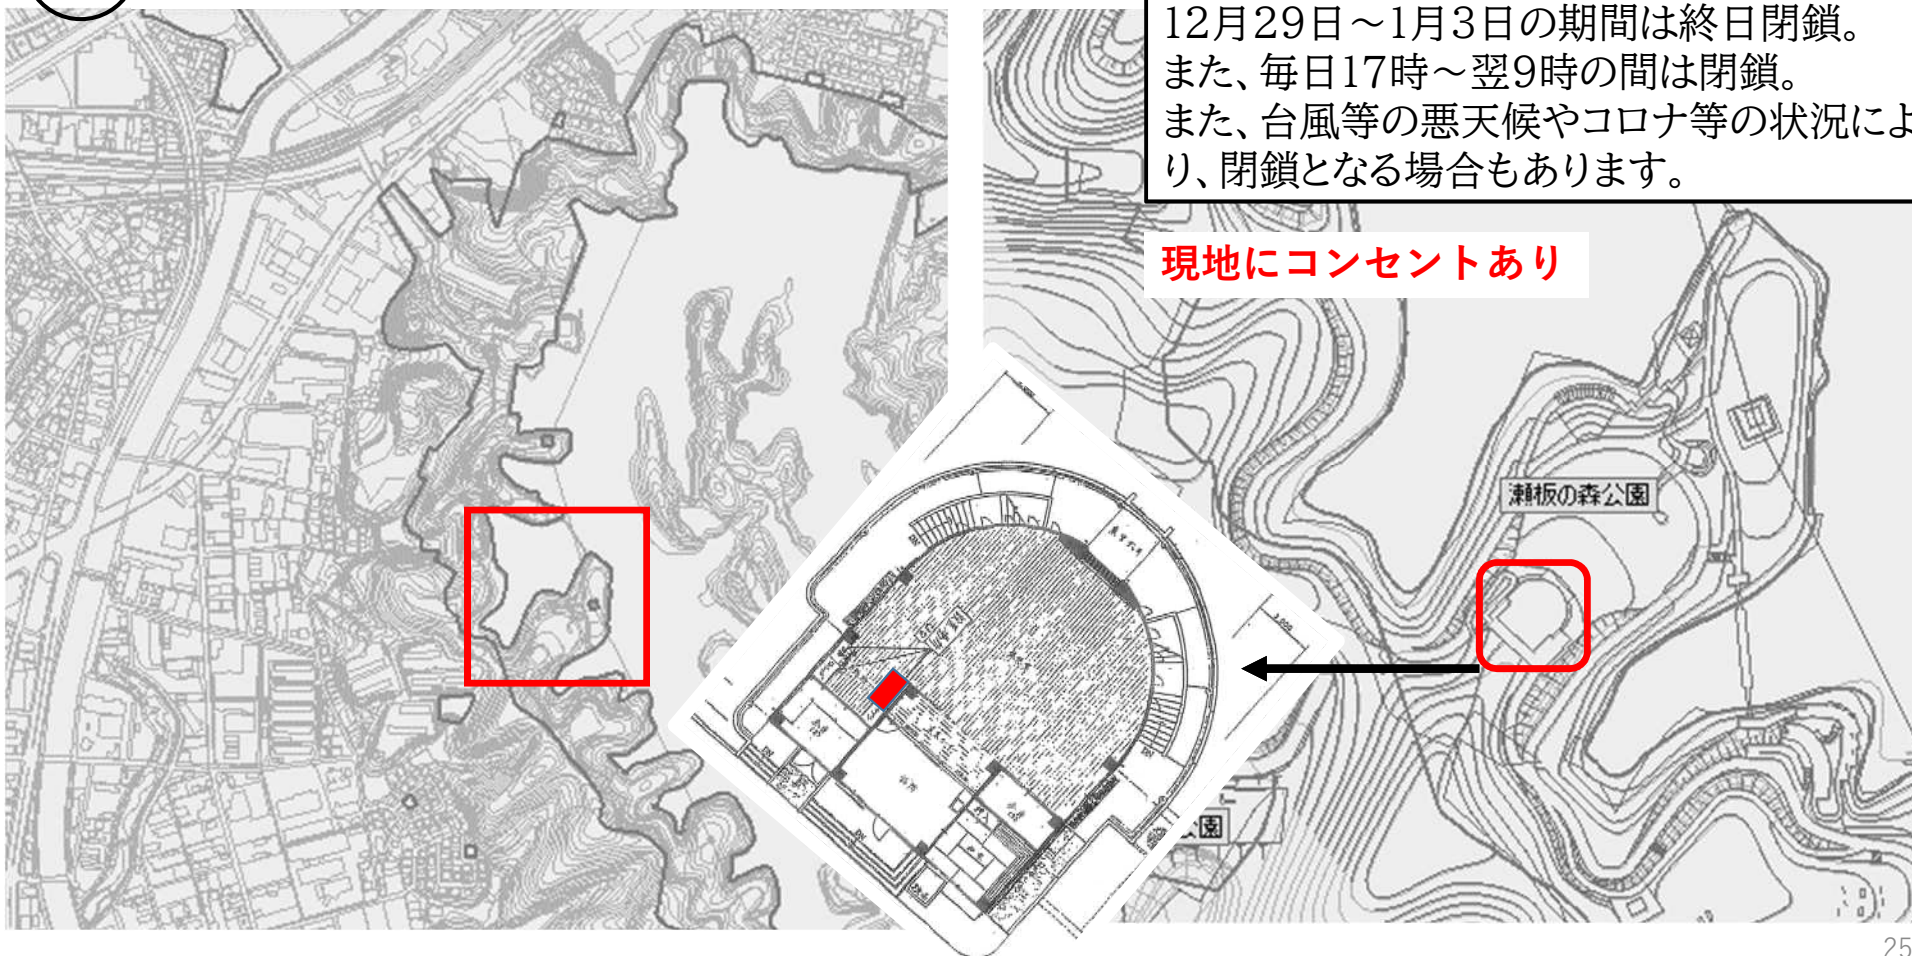 12月29日～1月3日の期間は終日閉鎖。
また、毎日17時～翌9時の間は閉鎖。
また、台風等の悪天候やコロナ等の状況によ
り、閉鎖となる場合もあります。
現地にコンセントあり
瀬板の森公園
公園
25